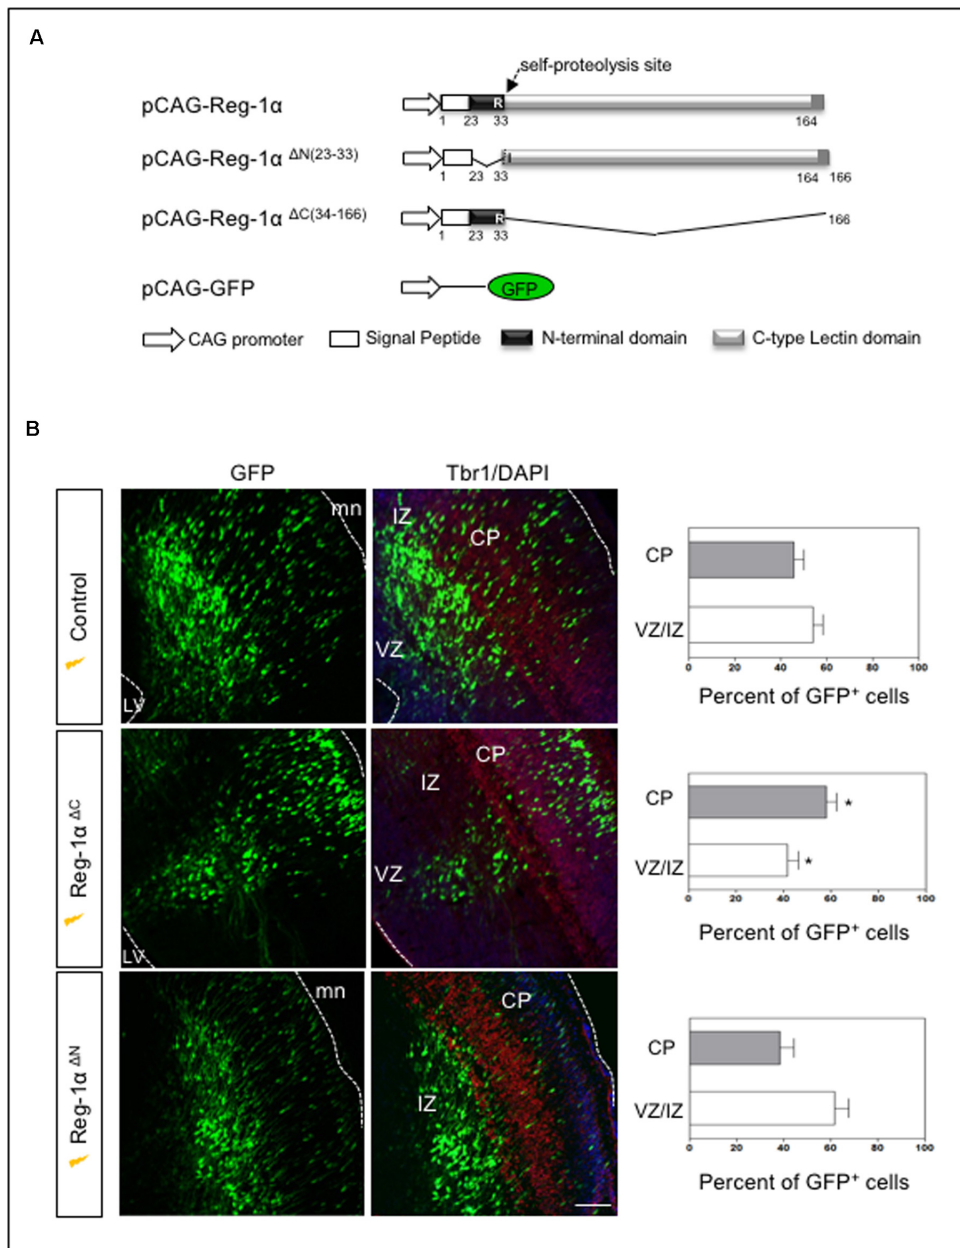 A
self-proteolysis site
pCAG-Reg-1α
R
1 23 33 164
pCAG-Reg-1α ΔN(23-33)
1 23 33 164 166
pCAG-Reg-1α ΔC(34-166)
R
1 23 33 166
pCAG-GFP
GFP
CAG promoter Signal Peptide N-terminal domain C-type Lectin domain
B
GFP Tbr1/DAPI
Control
mn
LV
IZ
CP
VZ
CP
VZ/IZ
0 20 40 60 80 100
Percent of GFP+ cells
Reg-1α ΔC
LV
CP
IZ
VZ
CP *
VZ/IZ *
0 20 40 60 80 100
Percent of GFP+ cells
Reg-1α ΔN
mn
CP
IZ
CP
VZ/IZ
0 20 40 60 80 100
Percent of GFP+ cells